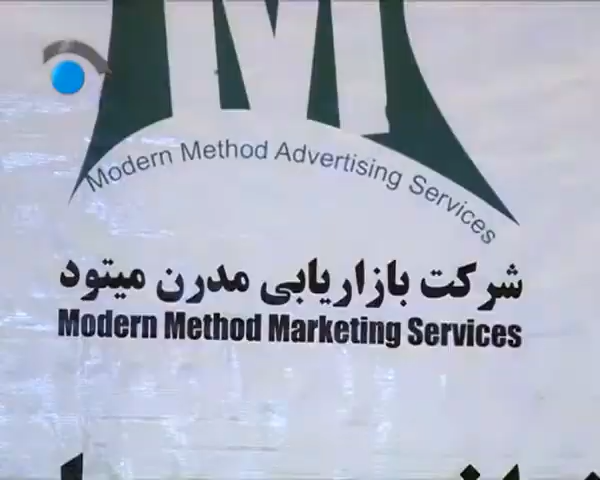 Modern Method Advertising Services
شرکت بازاریابی مدرن میتود
Modern Method Marketing Services